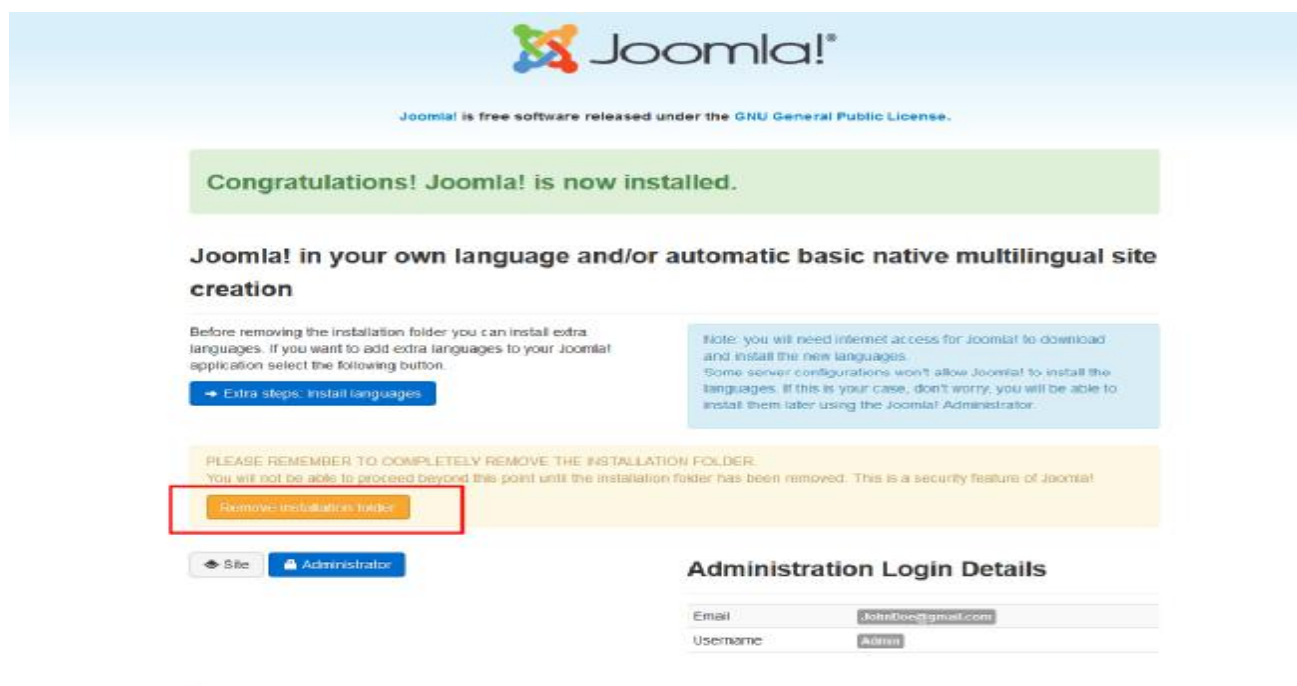 Joomla!®
Joomla! is free software released under the GNU General Public License.
Congratulations! Joomla! is now installed.
Joomla! in your own language and/or automatic basic native multilingual site
creation
Before removing the installation folder you can install extra
languages. If you want to add extra languages to your Joomla!
application select the following button.
Extra steps: Install languages
Note: you will need internet access for Joomla! to download
and install the new languages.
Some server configurations won't allow Joomla! to install the
languages. If this is your case, don't worry, you will be able to
install them later using the Joomla! Administrator.
PLEASE REMEMBER TO COMPLETELY REMOVE THE INSTALLATION FOLDER.
You will not be able to proceed beyond this point until the installation folder has been removed. This is a security feature of Joomla!
Remove installation folder
Site
Administrator
Administration Login Details
Email JohnDoe@gmail.com
Username Admin